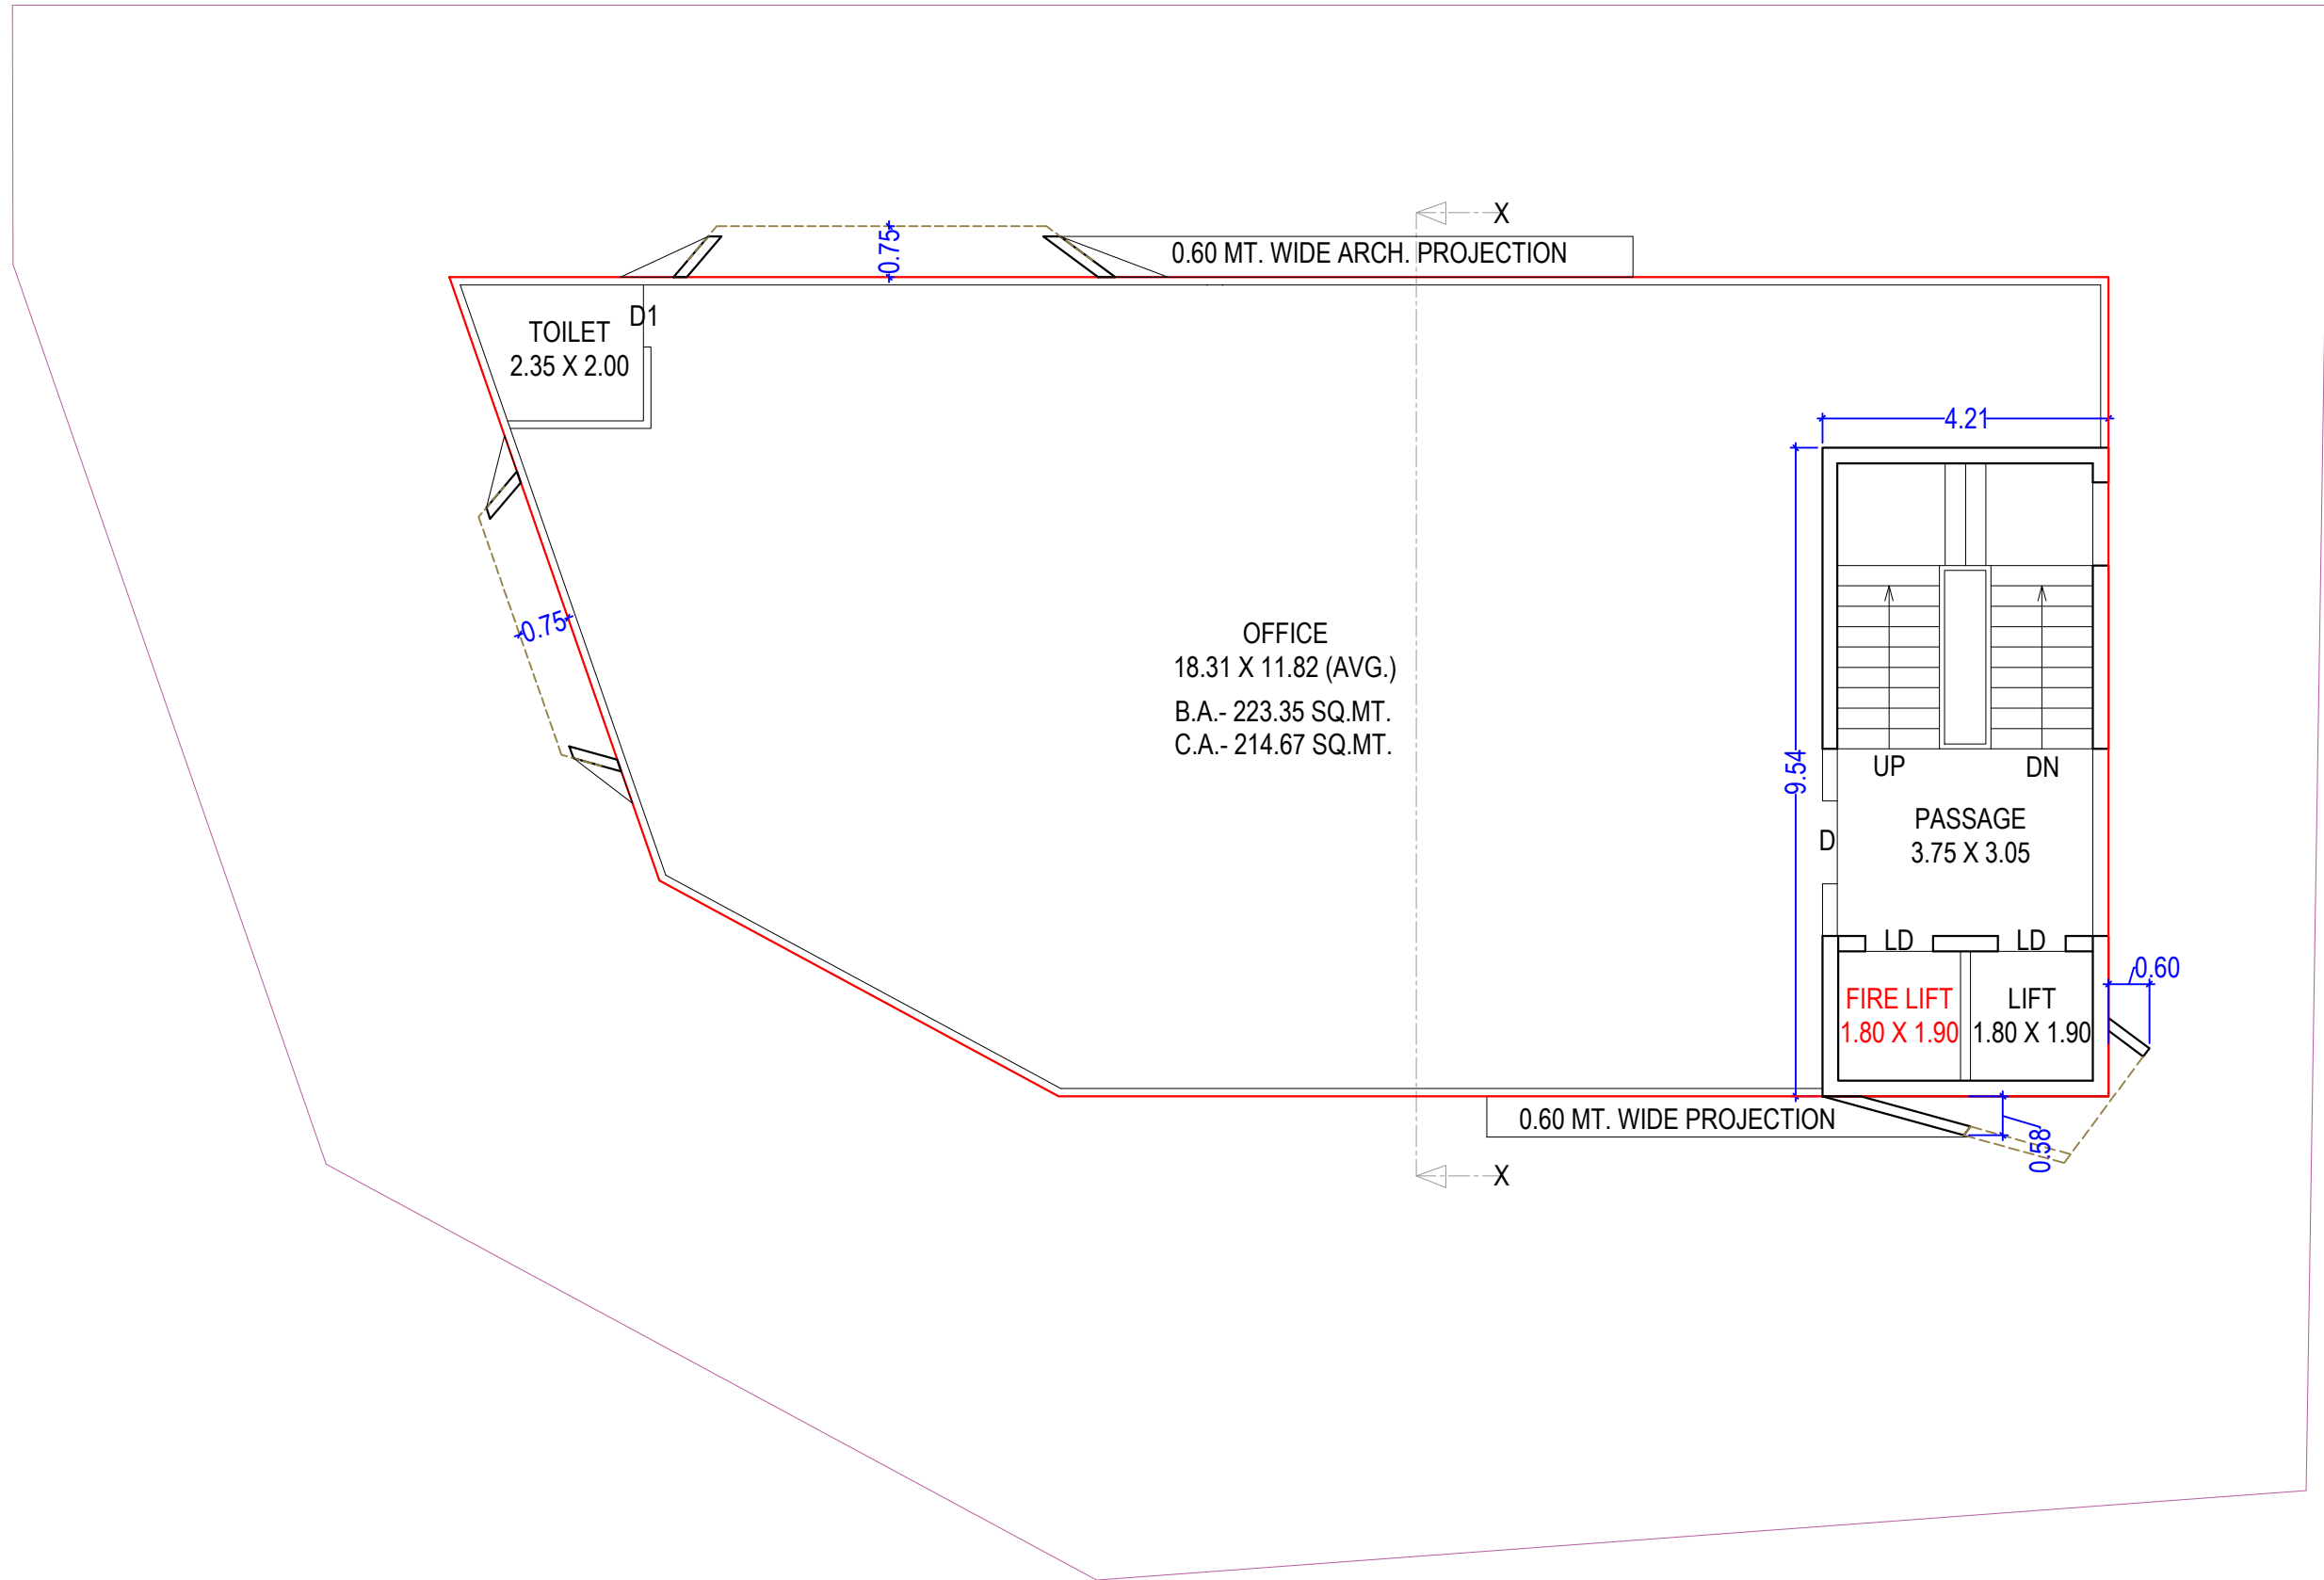 X
0.75
0.60 MT. WIDE ARCH. PROJECTION
D1
TOILET
2.35 X 2.00
4.21
0.75
OFFICE
18.31 X 11.82 (AVG.)
B.A.- 223.35 SQ.MT.
C.A.- 214.67 SQ.MT.
9.54
UP
DN
PASSAGE
3.75 X 3.05
D
LD
LD
0.60
FIRE LIFT
1.80 X 1.90
LIFT
1.80 X 1.90
0.60 MT. WIDE PROJECTION
0.58
X